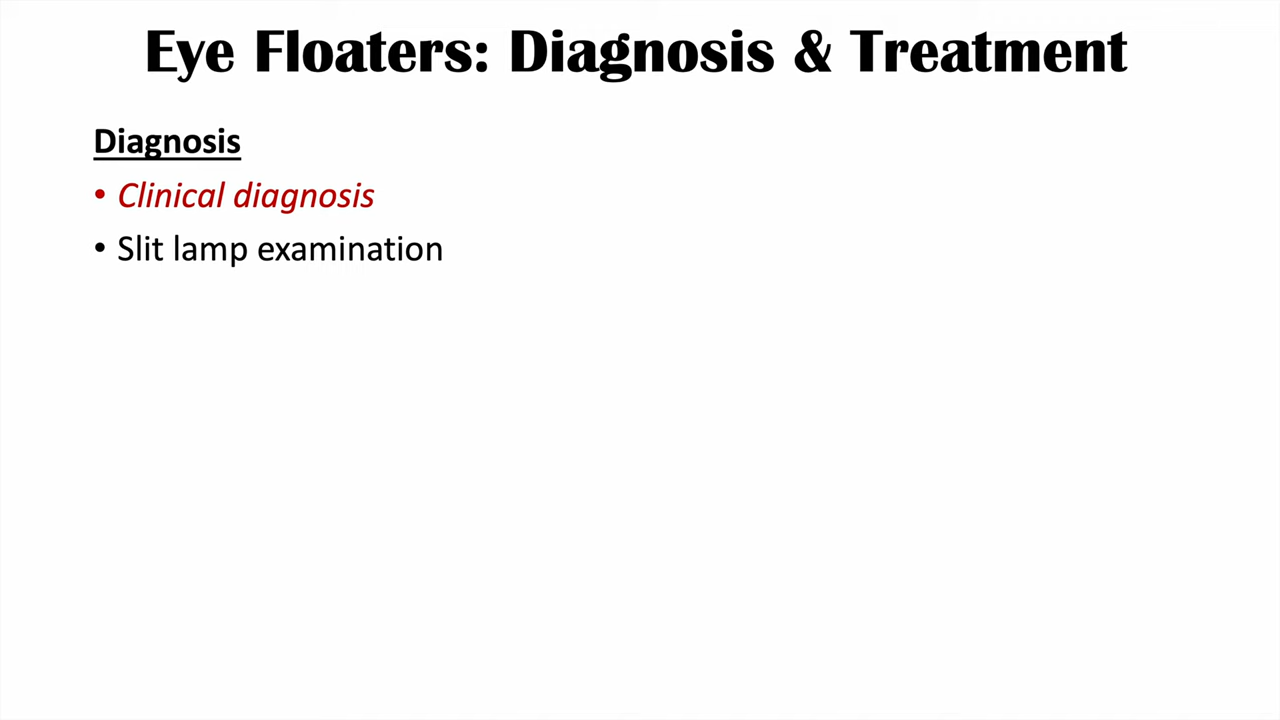 Eye Floaters: Diagnosis & Treatment
Diagnosis
• Clinical diagnosis
• Slit lamp examination